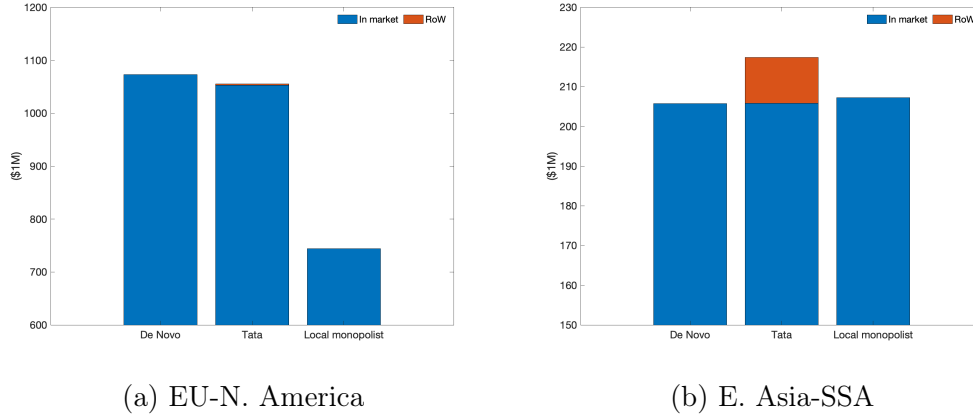 1200
1100
1000
900
800
700
600
($1M)
In market RoW
De Novo Tata Local monopolist
(a) EU-N. America
230
220
210
200
190
180
170
160
150
($1M)
In market RoW
De Novo Tata Local monopolist
(b) E. Asia-SSA